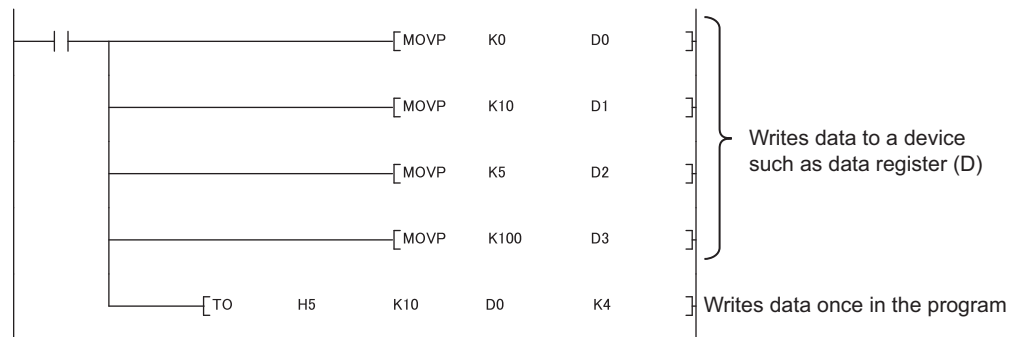 [MOVP K0 D0 ]
[MOVP K10 D1 ]
[MOVP K5 D2 ]
[MOVP K100 D3 ]
Writes data to a device
such as data register (D)
[TO H5 K10 D0 K4 ] Writes data once in the program